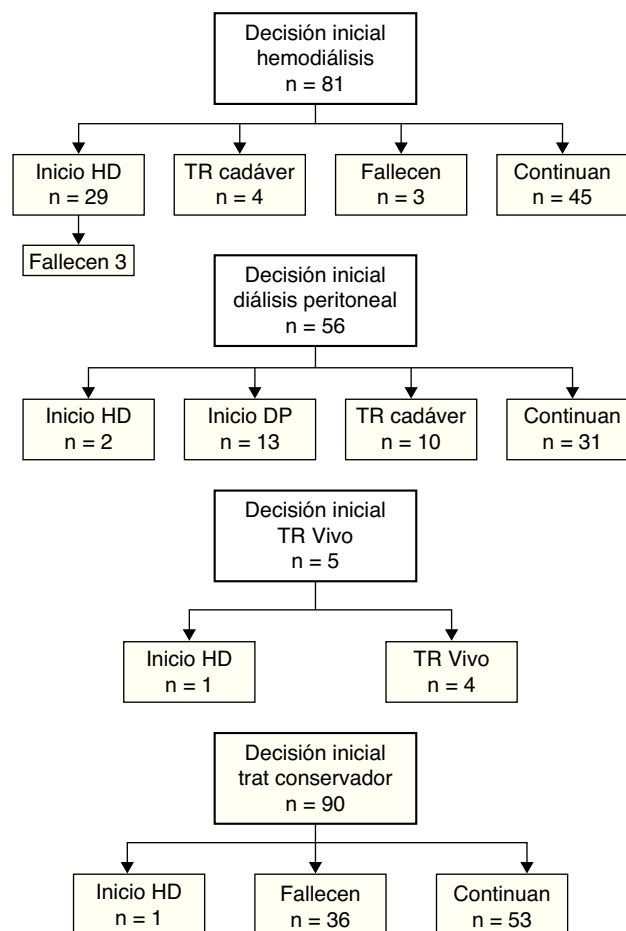 Decisión inicial
hemodiálisis
n = 81
Inicio HD
n = 29
TR cadáver
n = 4
Fallecen
n = 3
Continuan
n = 45
Fallecen 3
Decisión inicial
diálisis peritoneal
n = 56
Inicio HD
n = 2
Inicio DP
n = 13
TR cadáver
n = 10
Continuan
n = 31
Decisión inicial
TR Vivo
n = 5
Inicio HD
n = 1
TR Vivo
n = 4
Decisión inicial
trat conservador
n = 90
Inicio HD
n = 1
Fallecen
n = 36
Continuan
n = 53